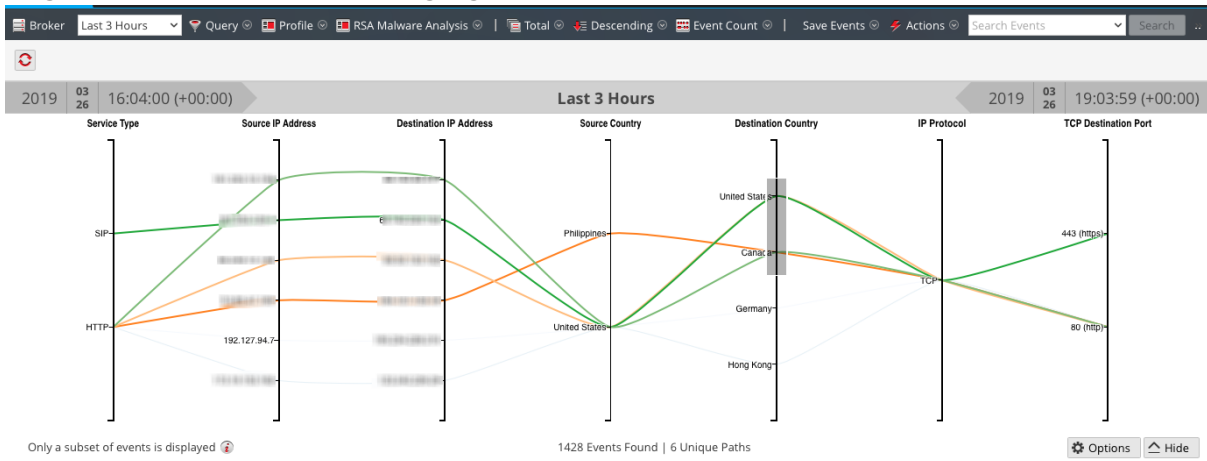 Broker Last 3 Hours Query Profile RSA Malware Analysis | Total Descending Event Count | Save Events Actions Search Events Search ..
2019 03 26 16:04:00 (+00:00) Last 3 Hours 2019 03 26 19:03:59 (+00:00)
Service Type Source IP Address Destination IP Address Source Country Destination Country IP Protocol TCP Destination Port
United States
SIP Philippines 443 (https)
Canada
TCP
Germany
HTTP United States 80 (http)
192.127.94.7
Hong Kong
Only a subset of events is displayed 1428 Events Found | 6 Unique Paths Options Hide